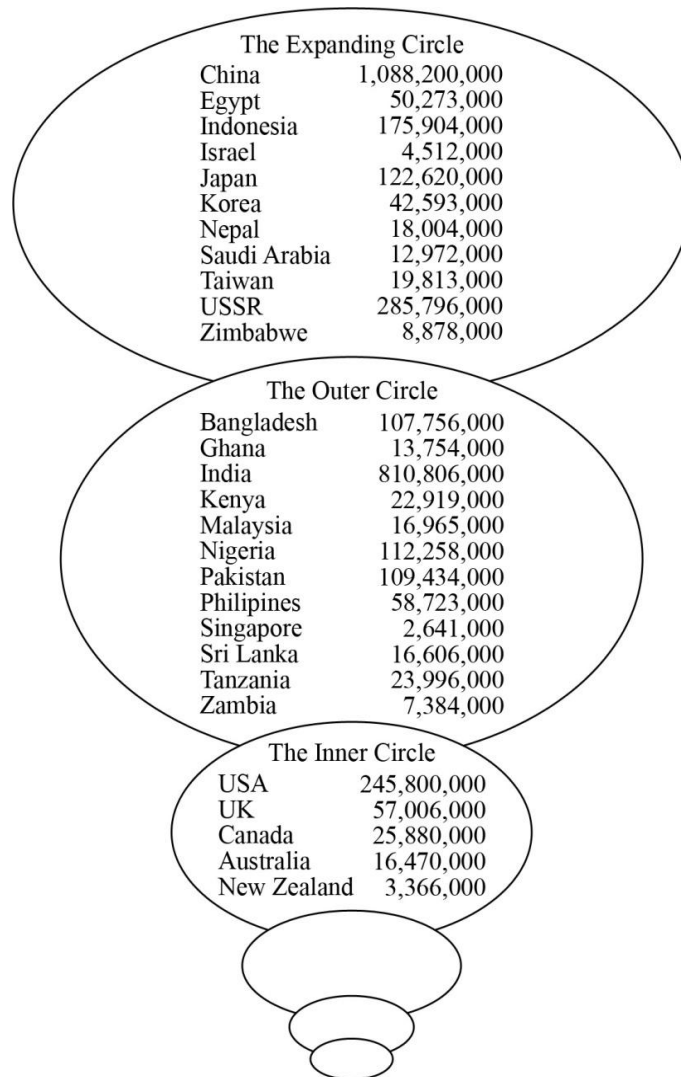 The Expanding Circle
China 1,088,200,000
Egypt 50,273,000
Indonesia 175,904,000
Israel 4,512,000
Japan 122,620,000
Korea 42,593,000
Nepal 18,004,000
Saudi Arabia 12,972,000
Taiwan 19,813,000
USSR 285,796,000
Zimbabwe 8,878,000
The Outer Circle
Bangladesh 107,756,000
Ghana 13,754,000
India 810,806,000
Kenya 22,919,000
Malaysia 16,965,000
Nigeria 112,258,000
Pakistan 109,434,000
Philipines 58,723,000
Singapore 2,641,000
Sri Lanka 16,606,000
Tanzania 23,996,000
Zambia 7,384,000
The Inner Circle
USA 245,800,000
UK 57,006,000
Canada 25,880,000
Australia 16,470,000
New Zealand 3,366,000